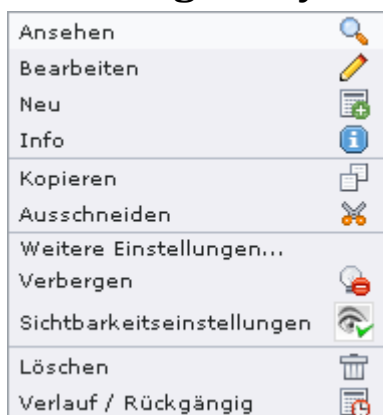 Ansehen
Bearbeiten
Neu
Info
Kopieren
Ausschneiden
Weitere Einstellungen...
Verbergen
Sichtbarkeitseinstellungen
Löschen
Verlauf / Rückgängig